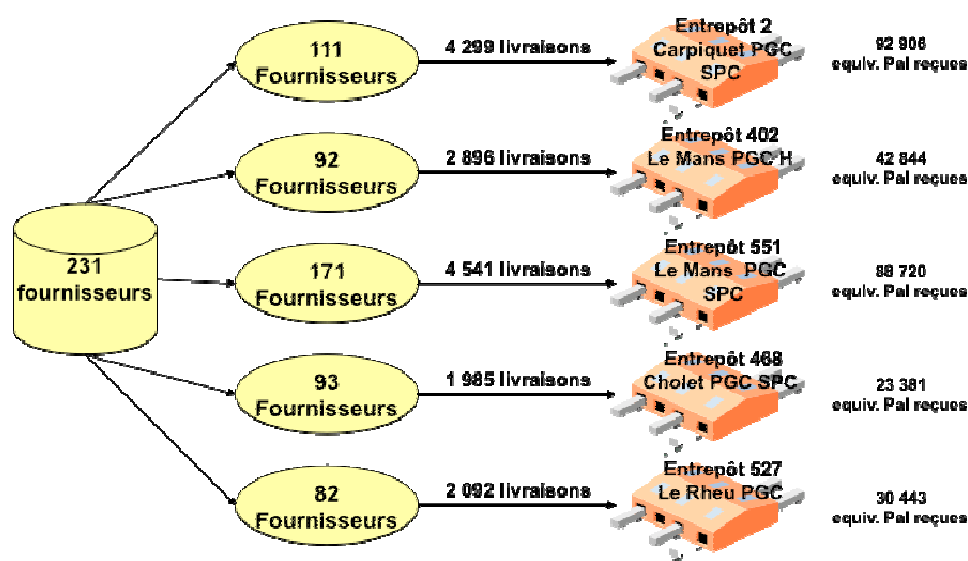 111
Fournisseurs
4 299 livraisons
Entrepôt 2
Carpiquet PGC
SPC
92 906
equiv. Pal reçues
92
Fournisseurs
2 896 livraisons
Entrepôt 402
Le Mans PGC H
42 844
equiv. Pal reçues
231
fournisseurs
171
Fournisseurs
4 541 livraisons
Entrepôt 551
Le Mans PGC
SPC
98 720
equiv. Pal reçues
93
Fournisseurs
1 985 livraisons
Entrepôt 468
Cholet PGC SPC
23 381
equiv. Pal reçues
82
Fournisseurs
2 092 livraisons
Entrepôt 527
Le Rheu PGC
30 443
equiv. Pal reçues